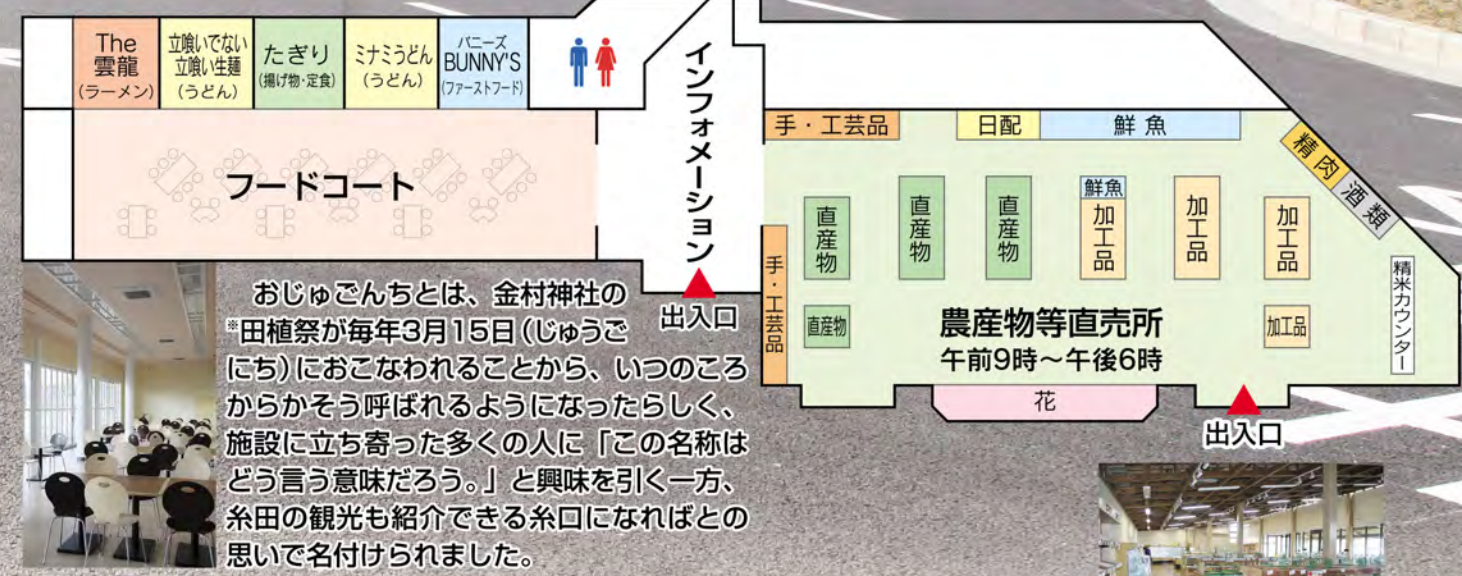 The
雲龍
(ラーメン)
立喰いでない
立喰い生麺
(うどん)
たぎり
(揚げ物・定食)
ミナミうどん
(うどん)
バニーズ
BUNNY'S
(ファーストフード)
インフォメーション
フードコート
出入口
手・工芸品
日配
鮮魚
精肉
酒類
直産物
直産物
直産物
鮮魚
加工品
加工品
加工品
手・工芸品
直産物
農産物等直売所
午前9時～午後6時
加工品
精米カウンター
花
出入口
おじゅごんちとは、金村神社の
※田植祭が毎年3月15日(じゅうご
にち)におこなわれることから、いつのころ
からかそう呼ばれるようになったらしく、
施設に立ち寄った多くの人に「この名称は
どう言う意味だろう。」と興味を引く一方、
糸田の観光も紹介できる糸口になればとの
思いで名付けられました。